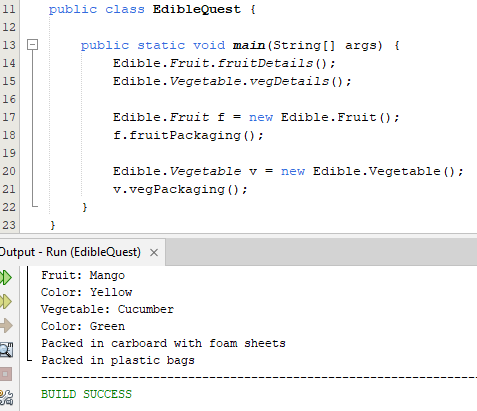 11 public class EdibleQuest {
12
13 public static void main(String[] args) {
14 Edible.Fruit.fruitDetails();
15 Edible.Vegetable.vegDetails();
16
17 Edible.Fruit f = new Edible.Fruit();
18 f.fruitPackaging();
19
20 Edible.Vegetable v = new Edible.Vegetable();
21 v.vegPackaging();
22 }
23 }
Output - Run (EdibleQuest) ×
Fruit: Mango
Color: Yellow
Vegetable: Cucumber
Color: Green
Packed in carboard with foam sheets
Packed in plastic bags
------------------------------------------------------------------------
BUILD SUCCESS